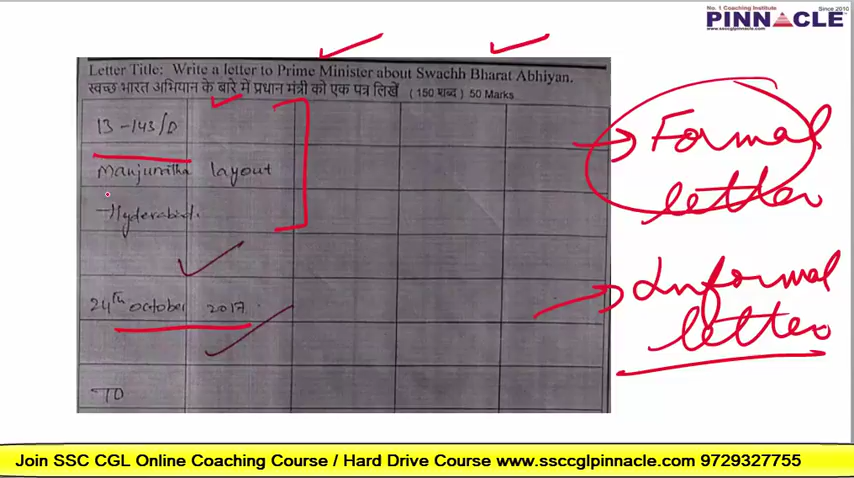 No. 1 Coaching Institute
Since 2010
PINNACLE
www.ssccglpinnacle.com
Letter Title: Write a letter to Prime Minister about Swachh Bharat Abhiyan.
स्वच्छ भारत अभियान के बारे में प्रधान मंत्री को एक पत्र लिखें (150 शब्द) 50 Marks
13-143/D
Manjunitha layout
Hyderabad.
24th October 2017.
TO
Formal
letter
Informal
letter
Join SSC CGL Online Coaching Course / Hard Drive Course www.ssccglpinnacle.com 9729327755